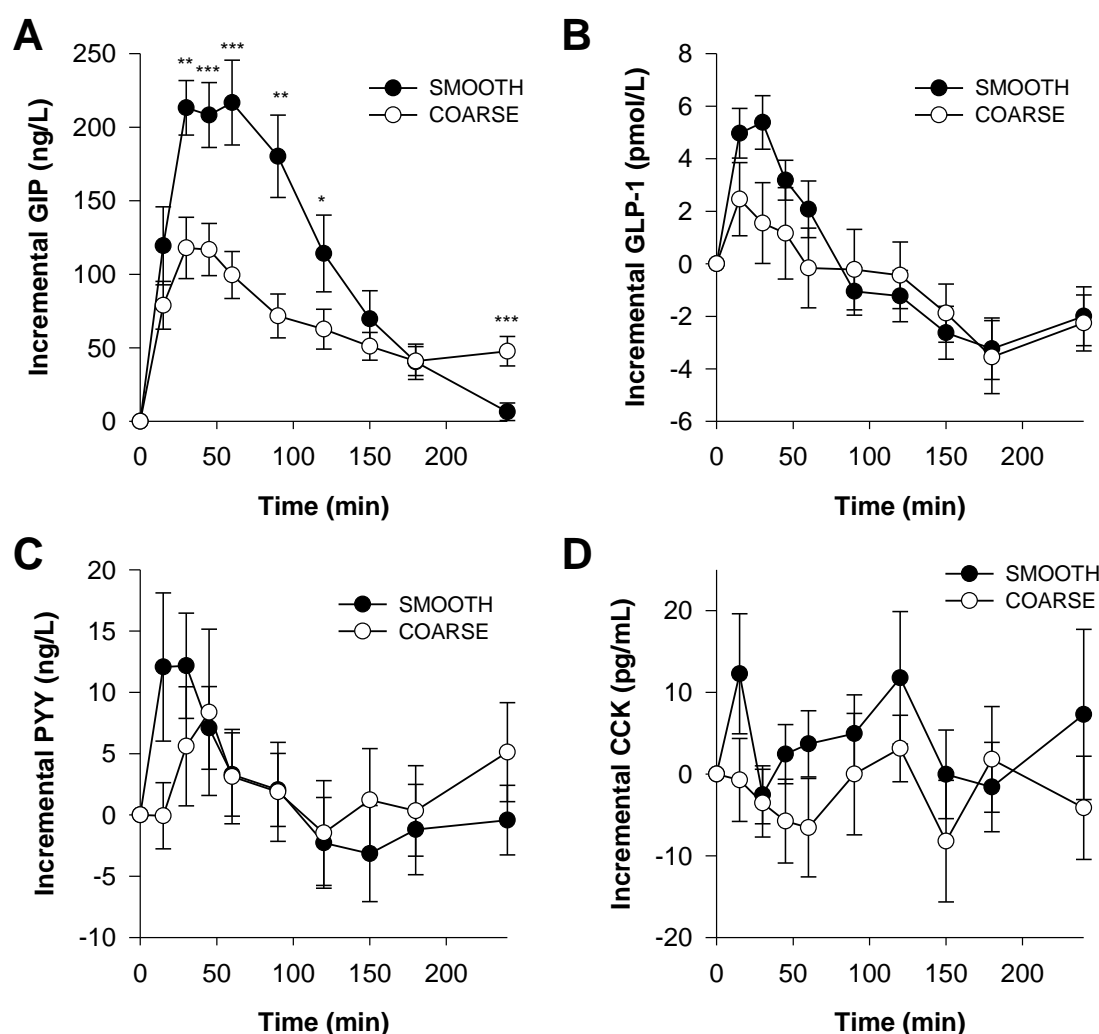 A
Incremental GIP (ng/L)
250
200
150
100
50
0
** *** *** ** * ***
SMOOTH
COARSE
0 50 100 150 200
Time (min)
B
Incremental GLP-1 (pmol/L)
8
6
4
2
0
-2
-4
-6
SMOOTH
COARSE
0 50 100 150 200
Time (min)
C
Incremental PYY (ng/L)
20
15
10
5
0
-5
-10
SMOOTH
COARSE
0 50 100 150 200
Time (min)
D
Incremental CCK (pg/mL)
20
10
0
-10
-20
SMOOTH
COARSE
0 50 100 150 200
Time (min)